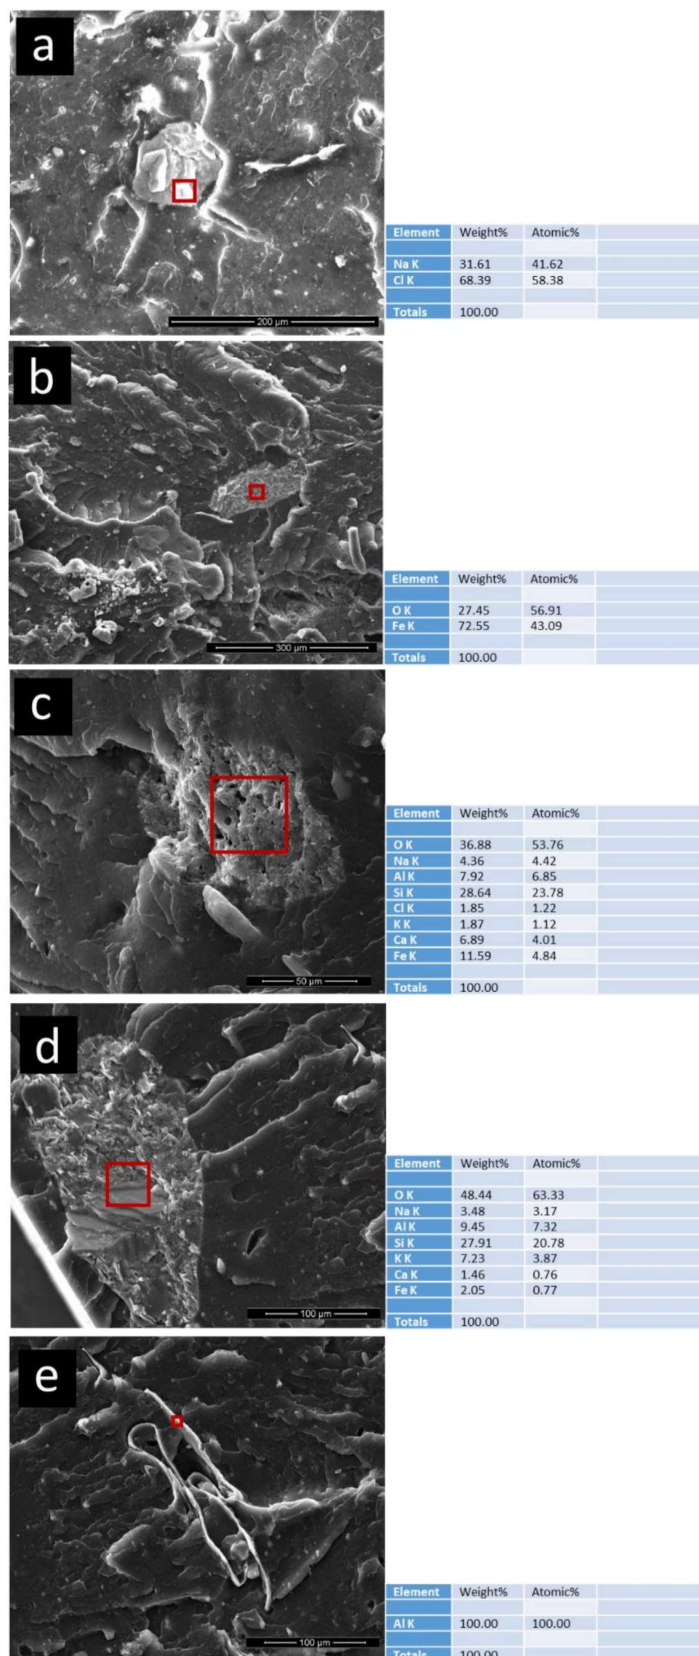 a
200 µm
Element Weight% Atomic%
Na K 31.61 41.62
Cl K 68.39 58.38
Totals 100.00
b
300 µm
Element Weight% Atomic%
O K 27.45 56.91
Fe K 72.55 43.09
Totals 100.00
c
50 µm
Element Weight% Atomic%
O K 36.88 53.76
Na K 4.36 4.42
Al K 7.92 6.85
Si K 28.64 23.78
Cl K 1.85 1.22
K K 1.87 1.12
Ca K 6.89 4.01
Fe K 11.59 4.84
Totals 100.00
d
100 µm
Element Weight% Atomic%
O K 48.44 63.33
Na K 3.48 3.17
Al K 9.45 7.32
Si K 27.91 20.78
K K 7.23 3.87
Ca K 1.46 0.76
Fe K 2.05 0.77
Totals 100.00
e
100 µm
Element Weight% Atomic%
Al K 100.00 100.00
Totals 100.00